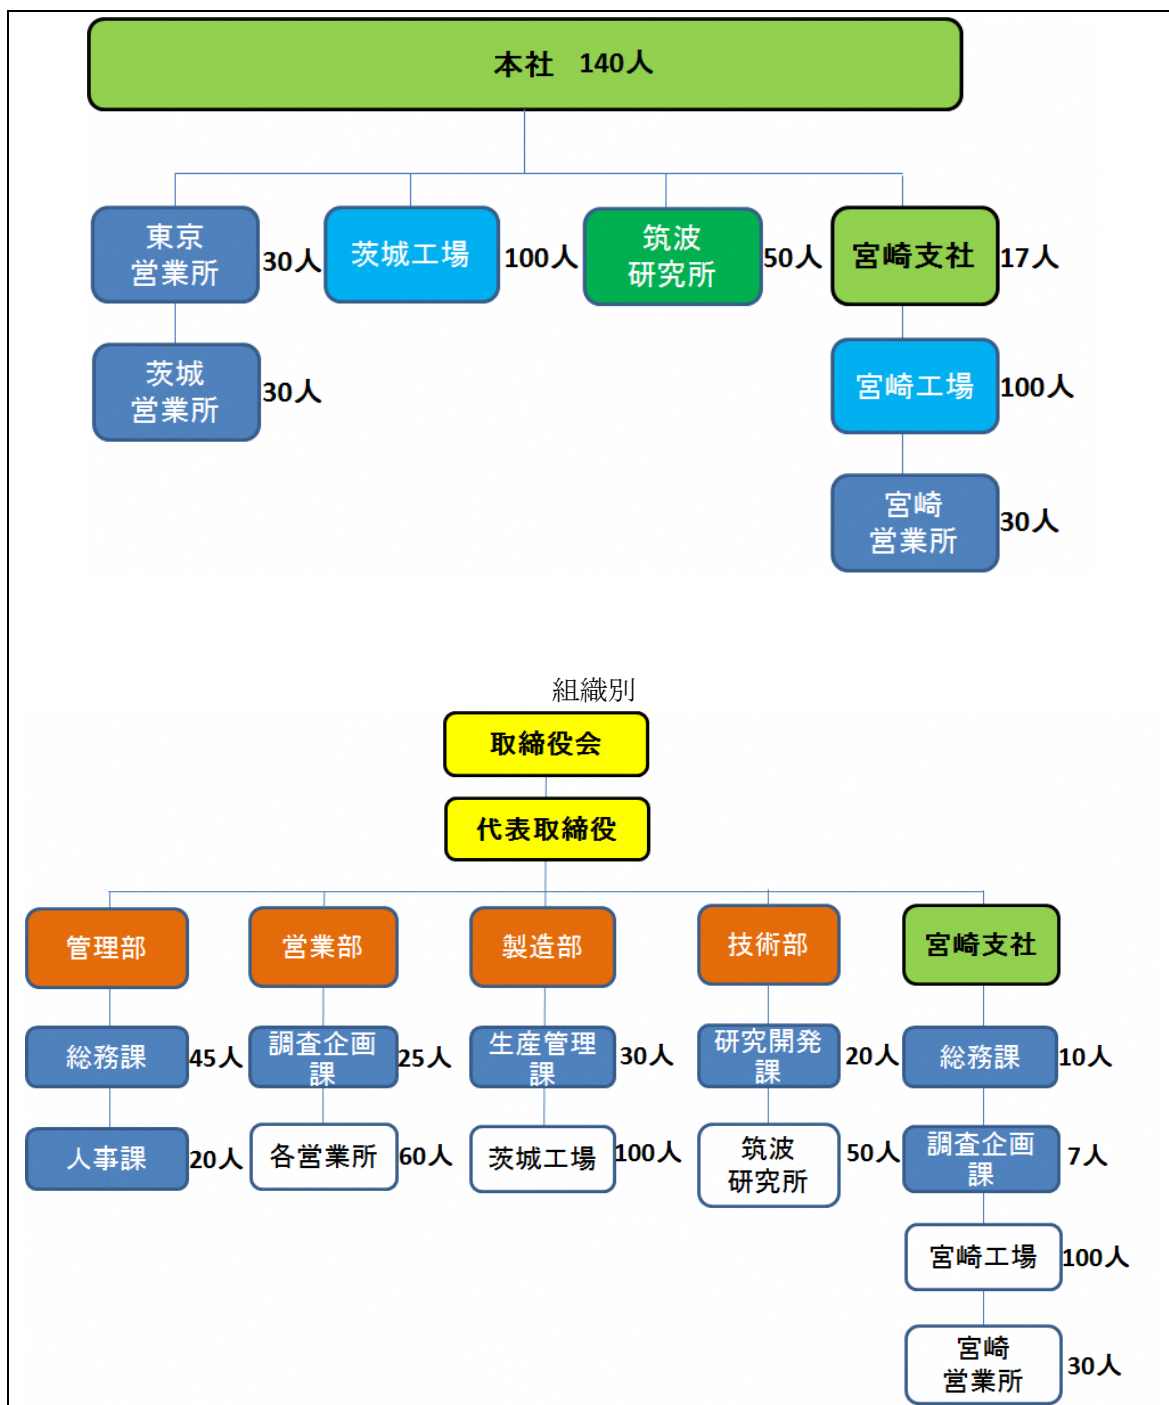 本社 140人
東京
営業所
30人
茨城工場
100人
筑波
研究所
50人
宮崎支社
17人
茨城
営業所
30人
宮崎工場
100人
宮崎
営業所
30人
組織別
取締役会
代表取締役
管理部
営業部
製造部
技術部
宮崎支社
総務課
45人
調査企画
課
25人
生産管理
課
30人
研究開発
課
20人
総務課
10人
人事課
20人
各営業所
60人
茨城工場
100人
筑波
研究所
50人
調査企画
課
7人
宮崎工場
100人
宮崎
営業所
30人